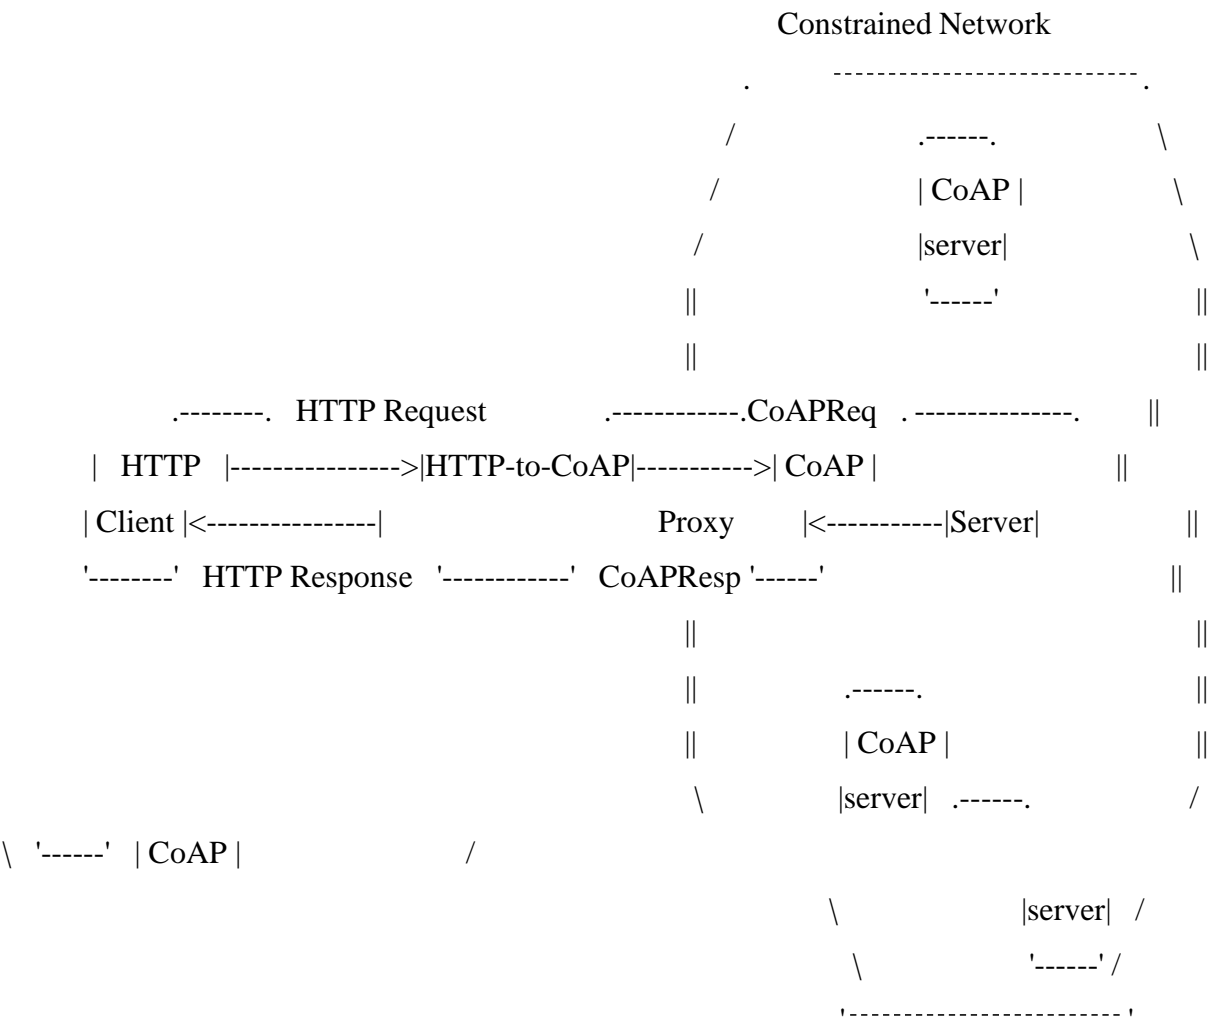 Constrained Network
. --------------------------- .
/ .------. \
/ | CoAP | \
/ |server| \
|| '------' ||
|| ||
.--------. HTTP Request .------------.CoAPReq . ---------------. ||
| HTTP |---------------->|HTTP-to-CoAP|----------->| CoAP | ||
| Client |<----------------| Proxy |<-----------|Server| ||
'--------' HTTP Response '------------' CoAPResp '------' ||
|| ||
|| .------. ||
|| | CoAP | ||
\ |server| .------. /
\ '------' | CoAP | /
\ |server| /
\ '------' /
'------------------------- '